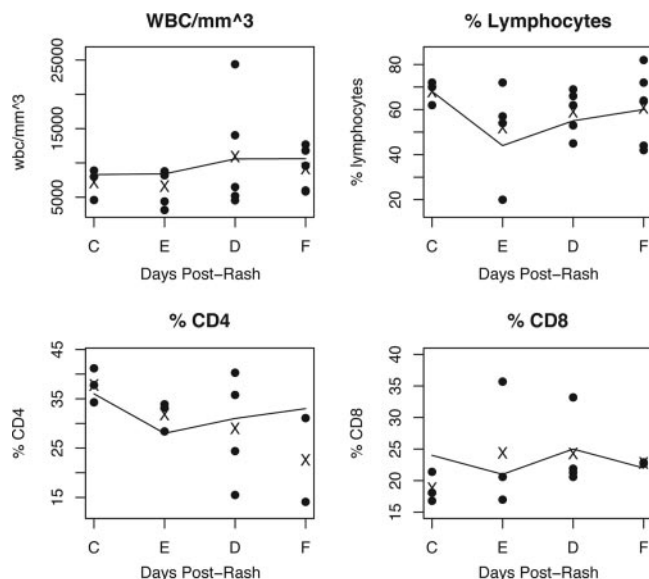 WBC/mm^3
25000
15000
5000
wbc/mm^3
C E D F
Days Post-Rash
% Lymphocytes
80
60
40
20
% lymphocytes
C E D F
Days Post-Rash
% CD4
45
35
25
15
% CD4
C E D F
Days Post-Rash
% CD8
40
35
30
25
20
15
% CD8
C E D F
Days Post-Rash